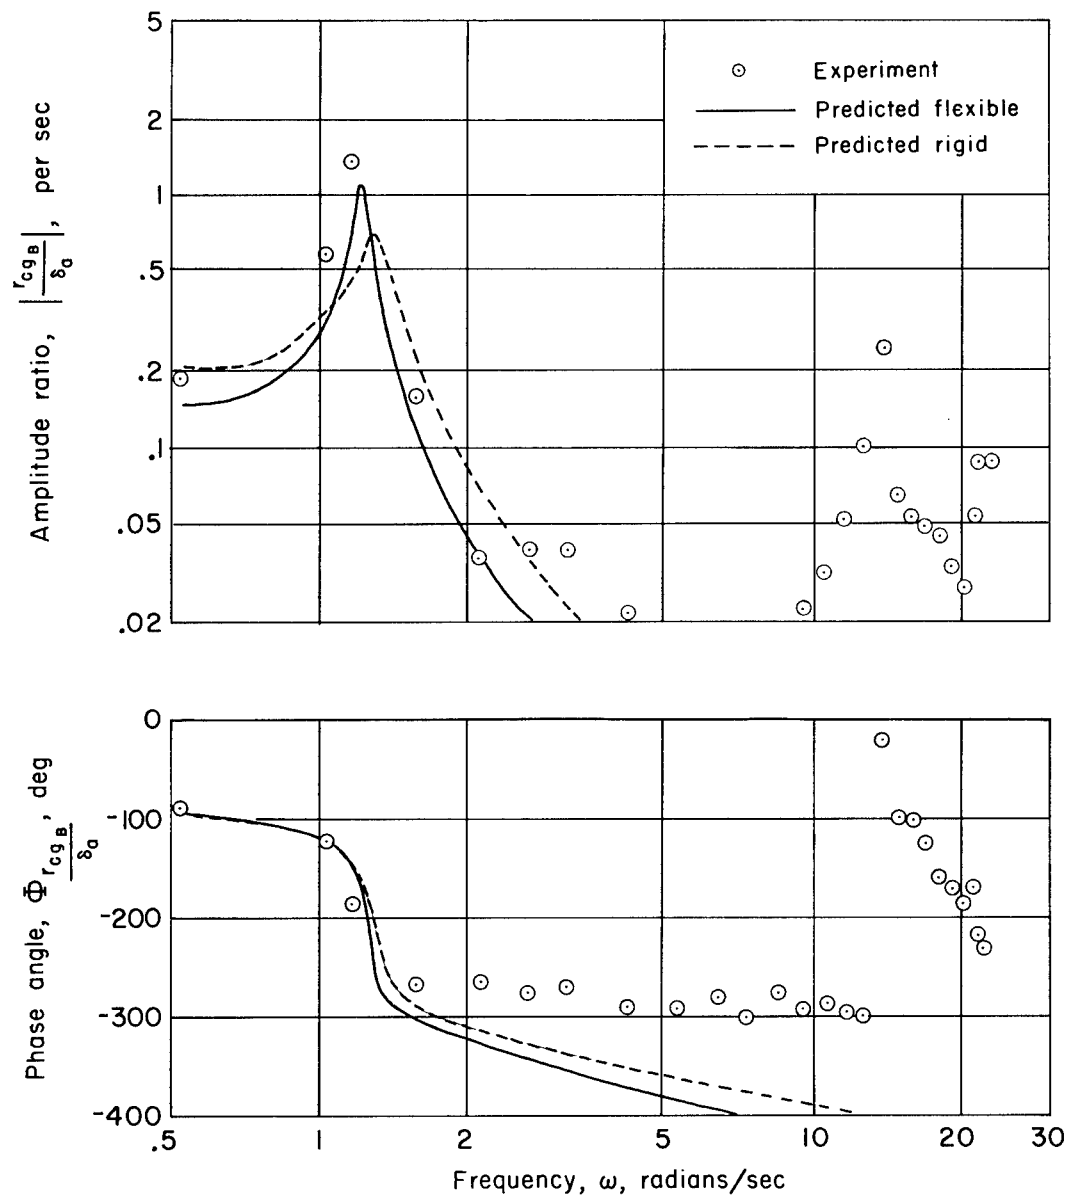 5
2
1
.5
.2
.1
.05
.02
Amplitude ratio, |r_cg_B / δ_a|, per sec
Experiment
Predicted flexible
Predicted rigid
0
-100
-200
-300
-400
Phase angle, Φ r_cg_B / δ_a, deg
.5 1 2 5 10 20 30
Frequency, ω, radians/sec